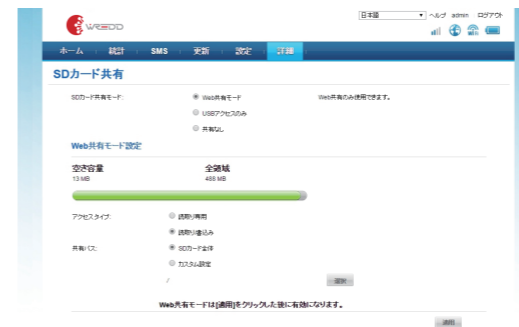 日本語 ヘルプ admin ログアウト
WREDD
ホーム 統計 SMS 更新 設定 詳細
SDカード共有
SDカード共有モード: Web共有モード Web共有のみ使用できます。
USBアクセスのみ
共有なし
Web共有モード設定
空き容量 全領域
13 MB 488 MB
アクセスタイプ: 読取り専用
読取り書込み
共有パス: SDカード全体
カスタム設定
/ 選択
Web共有モードは[適用]をクリックした後に有効になります。
適用